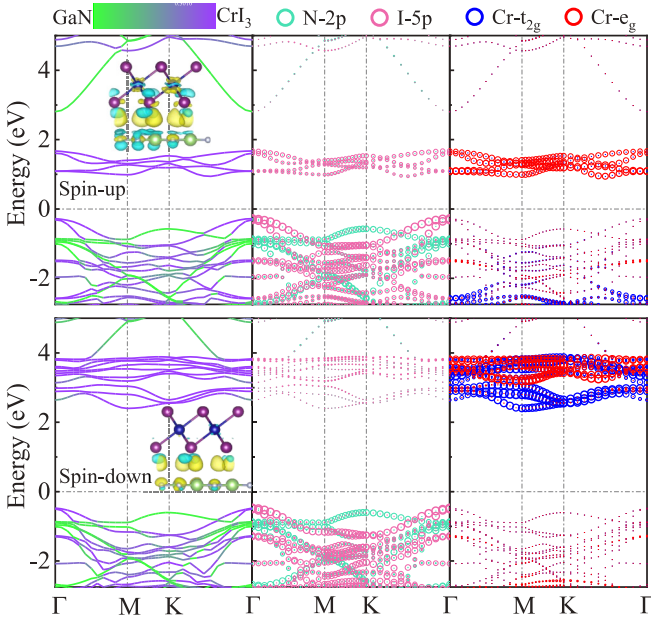 GaN CrI3 N-2p I-5p Cr-t2g Cr-eg
Energy (eV)
4
2
0
-2
Spin-up
Energy (eV)
4
2
0
-2
Spin-down
Γ M K Γ M K Γ M K Γ